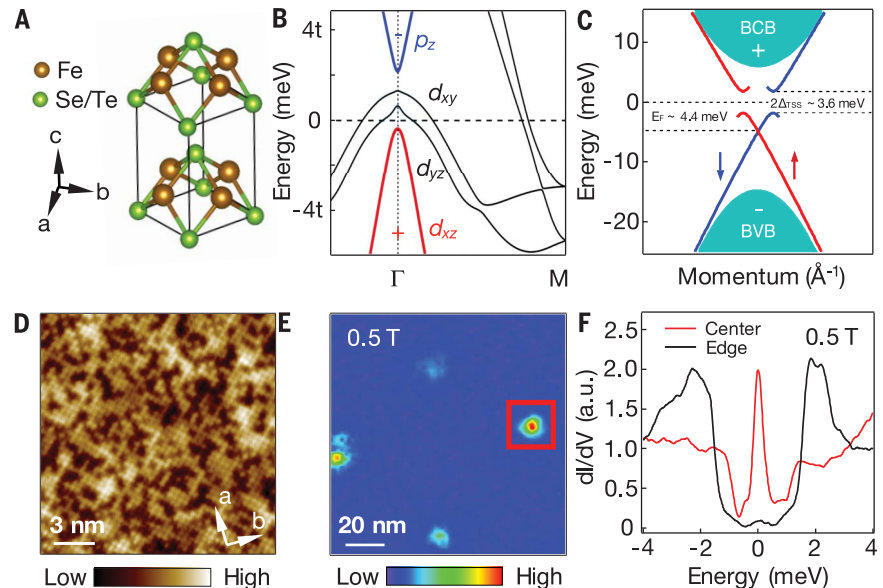 A
Fe
Se/Te
c
b
a
B
Energy (meV)
4t
0
-4t
-
p_z
d_xy
d_yz
d_xz
+
Γ
M
C
Energy (meV)
10
0
-10
-20
BCB
+
2Δ_TSS ~ 3.6 meV
E_F ~ 4.4 meV
-
BVB
Momentum (Å⁻¹)
D
3 nm
a
b
Low
High
E
0.5 T
20 nm
Low
High
F
dI/dV (a.u.)
2.5
2.0
1.5
1.0
0.5
0
Center
Edge
0.5 T
−4
−2
0
2
4
Energy (meV)